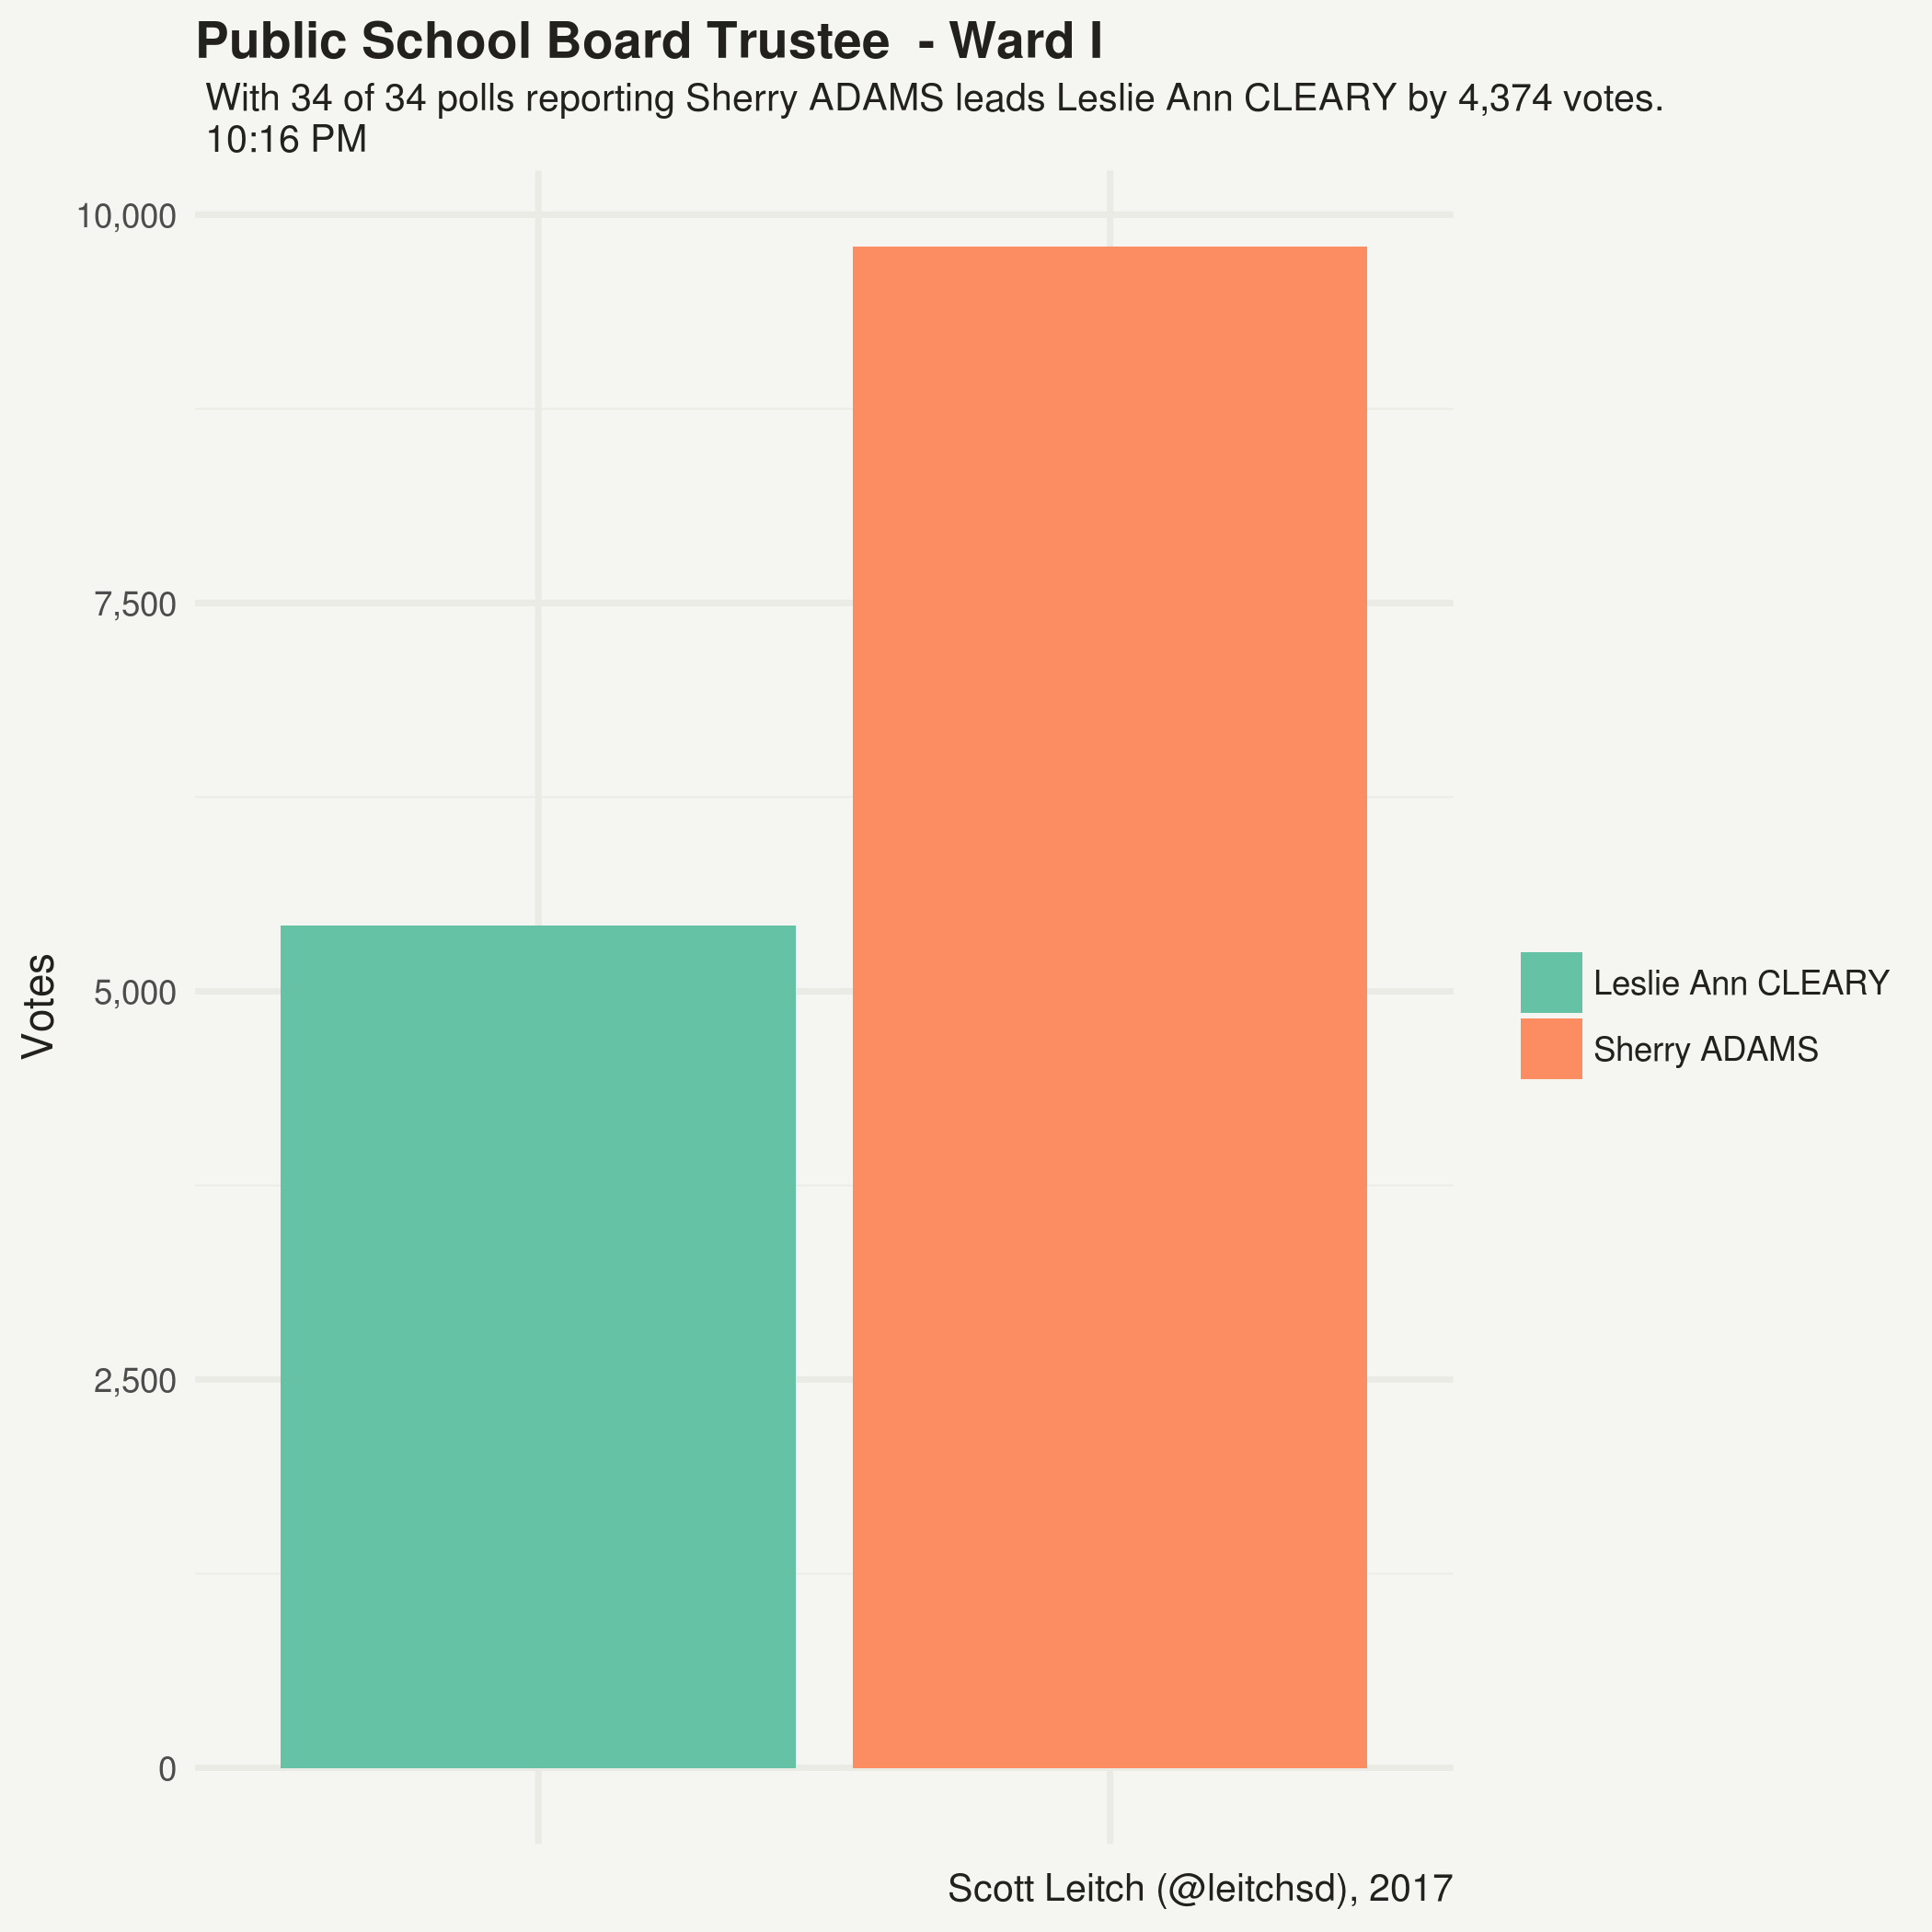 Public School Board Trustee  - Ward I
With 34 of 34 polls reporting Sherry ADAMS leads Leslie Ann CLEARY by 4,374 votes.
10:16 PM
10,000
7,500
5,000
2,500
0
Votes
Leslie Ann CLEARY
Sherry ADAMS
Scott Leitch (@leitchsd), 2017